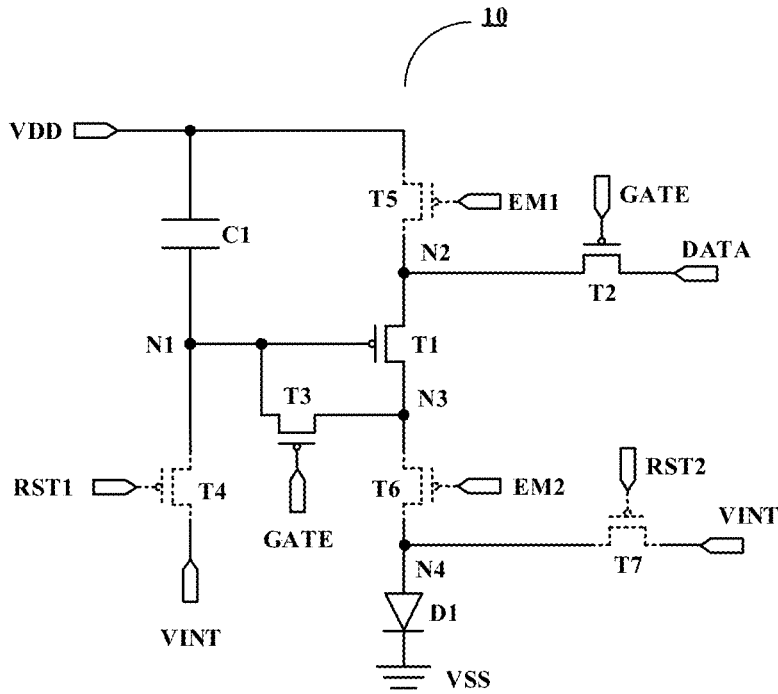 10
VDD
C1
T5
EM1
GATE
N2
DATA
T2
N1
T1
T3
N3
RST1
T4
GATE
T6
EM2
RST2
VINT
T7
N4
VINT
D1
VSS